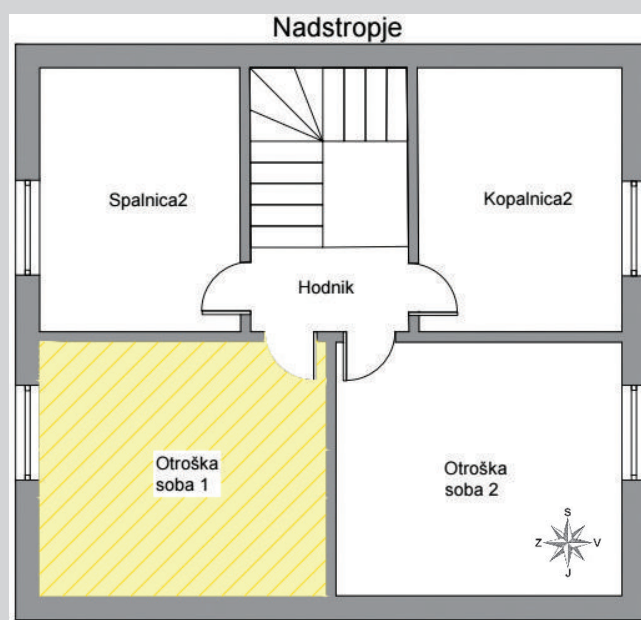 Nadstropje
Spalnica2
Kopalnica2
Hodnik
Otroška
soba 1
Otroška
soba 2
S
Z
V
J